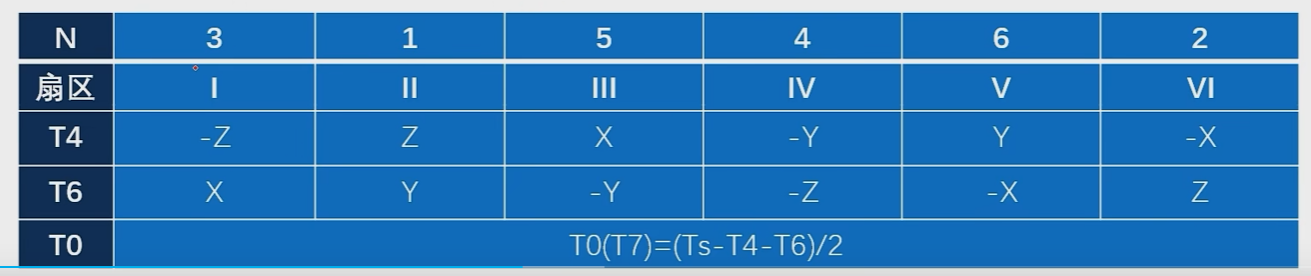 N 3 1 5 4 6 2
扇区 I II III IV V VI
T4 -Z Z X -Y Y -X
T6 X Y -Y -Z -X Z
T0 T0(T7)=(Ts-T4-T6)/2